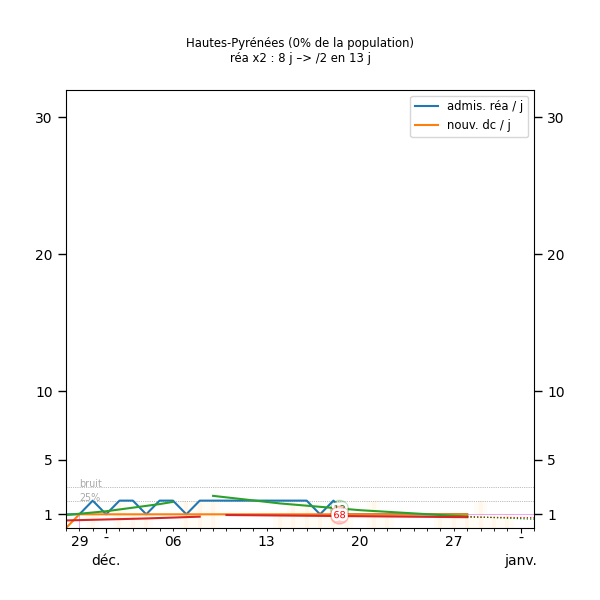 Hautes-Pyrénées (0% de la population)
réa x2 : 8 j –> /2 en 13 j
admis. réa / j
nouv. dc / j
30
30
20
20
10
10
5
5
bruit
25%
1
1
68
29
-
06
13
20
27
-
déc.
janv.